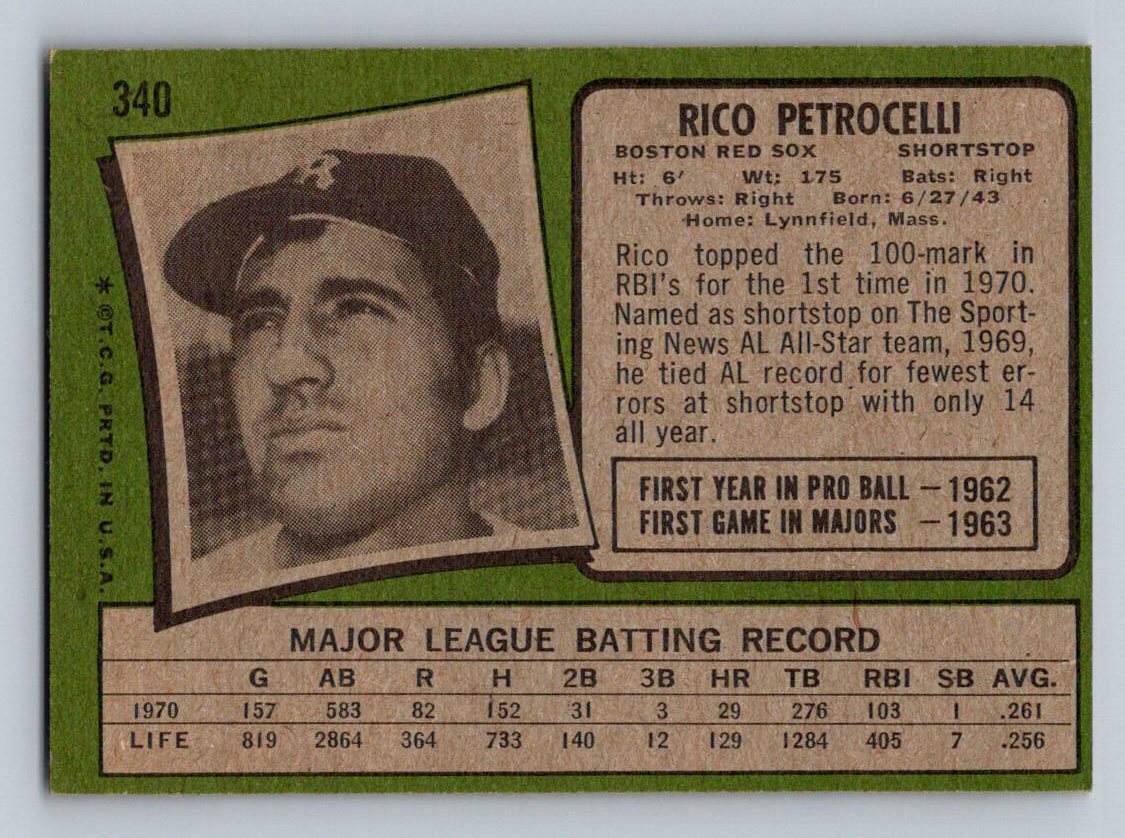 340
A
RICO PETROCELLI
BOSTON RED SOX SHORTSTOP
Ht: 6' Wt: 175 Bats: Right
Throws: Right Born: 6/27/43
Home: Lynnfield, Mass.
Rico topped the 100-mark in
RBI's for the 1st time in 1970.
Named as shortstop on The Sport-
ing News AL All-Star team, 1969,
he tied AL record for fewest er-
rors at shortstop with only 14
all year.
FIRST YEAR IN PRO BALL — 1962
FIRST GAME IN MAJORS — 1963
* © T.C.G. PRTD. IN U.S.A.
MAJOR LEAGUE BATTING RECORD
G AB R H 2B 3B HR TB RBI SB AVG.
1970 157 583 82 152 31 3 29 276 103 1 .261
LIFE 819 2864 364 733 140 12 129 1284 405 7 .256